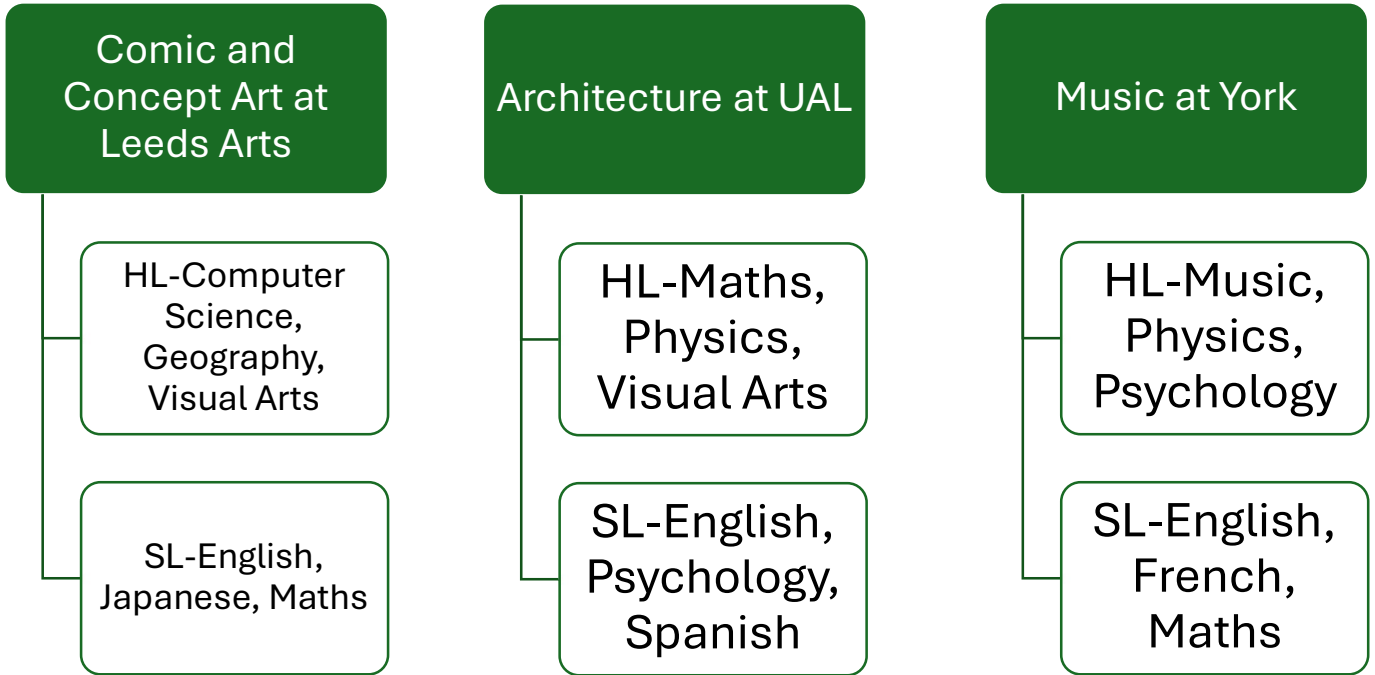 Comic and
Concept Art at
Leeds Arts
HL-Computer
Science,
Geography,
Visual Arts
SL-English,
Japanese, Maths
Architecture at UAL
HL-Maths,
Physics,
Visual Arts
SL-English,
Psychology,
Spanish
Music at York
HL-Music,
Physics,
Psychology
SL-English,
French,
Maths